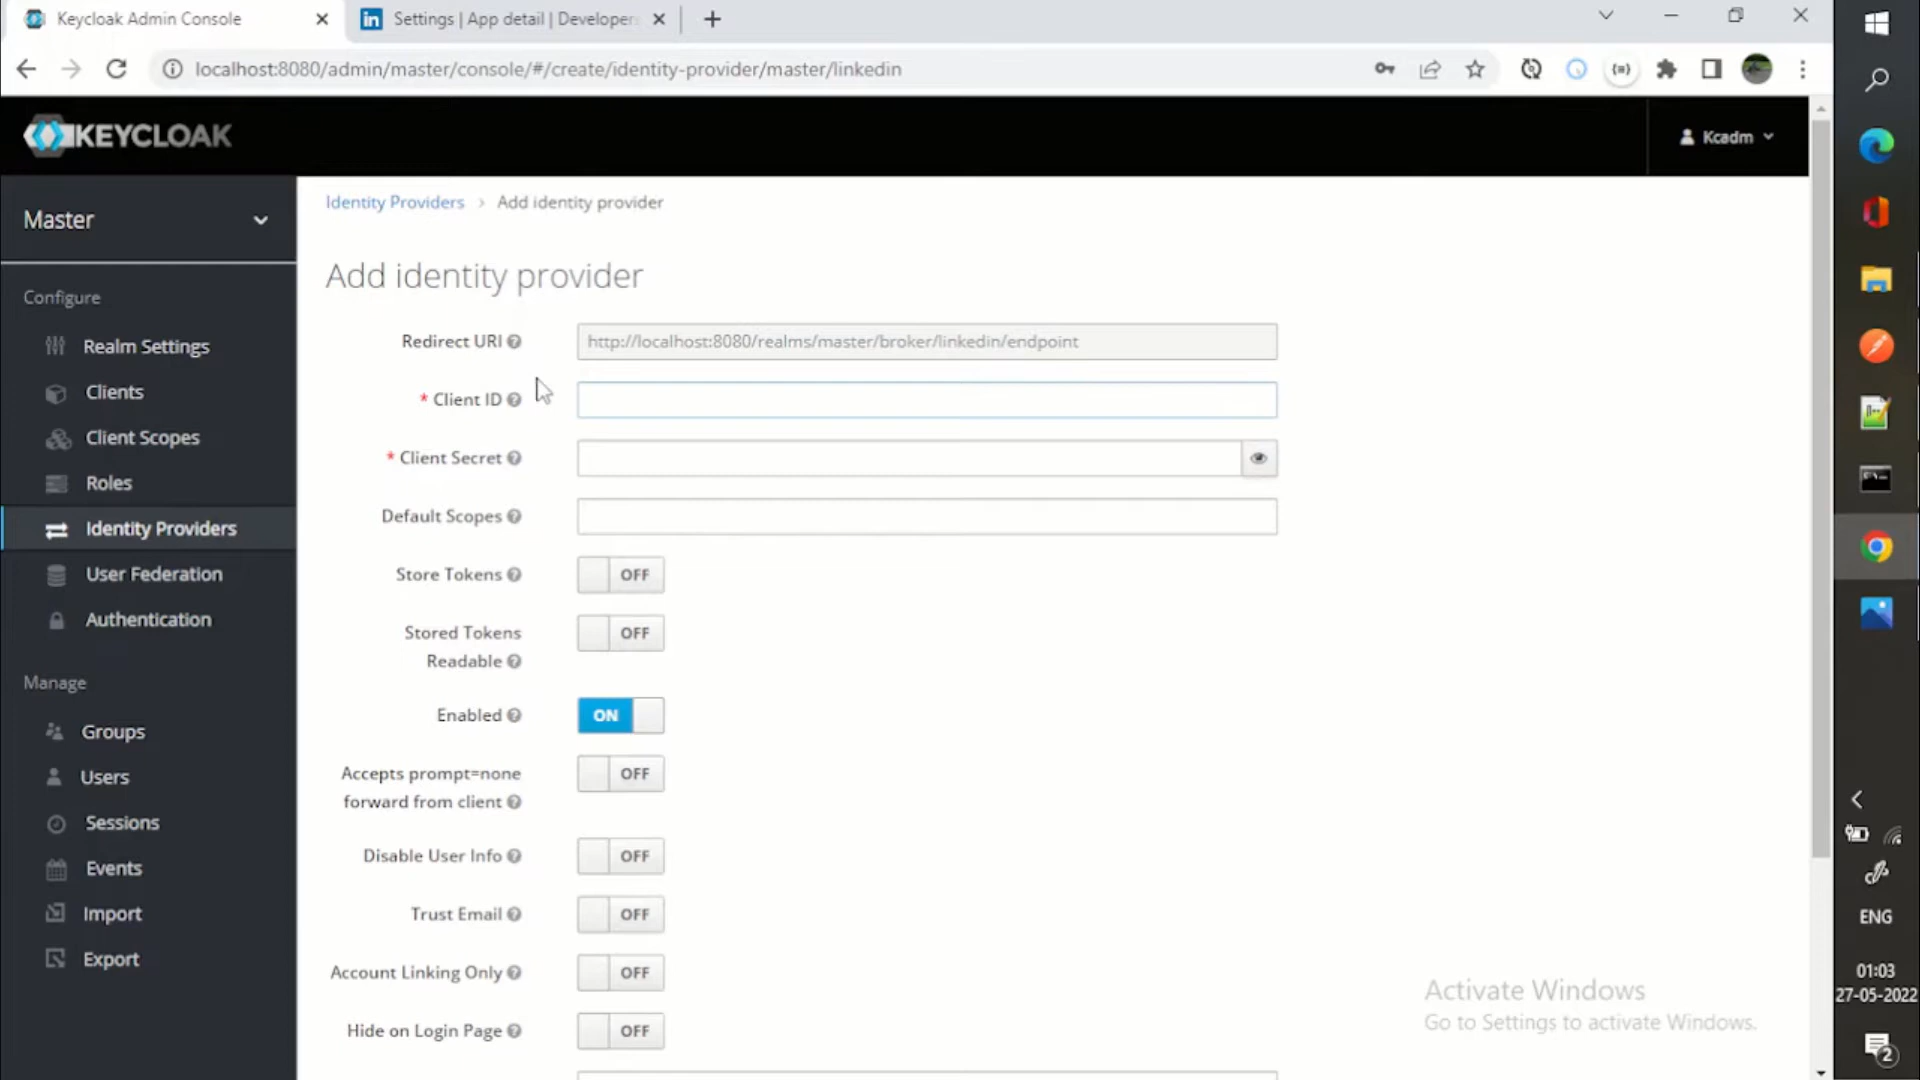 Keycloak Admin Console
in Settings | App detail | Developer
localhost:8080/admin/master/console/#/create/identity-provider/master/linkedin
KEYCLOAK
Kcadm
Master
Configure
Realm Settings
Clients
Client Scopes
Roles
Identity Providers
User Federation
Authentication
Manage
Groups
Users
Sessions
Events
Import
Export
Identity Providers > Add identity provider
Add identity provider
Redirect URI
http://localhost:8080/realms/master/broker/linkedin/endpoint
* Client ID
* Client Secret
Default Scopes
Store Tokens OFF
Stored Tokens
Readable
OFF
Enabled ON
Accepts prompt=none
forward from client
OFF
Disable User Info OFF
Trust Email OFF
Account Linking Only OFF
Hide on Login Page OFF
Activate Windows
Go to Settings to activate Windows.
ENG
01:03
27-05-2022
2